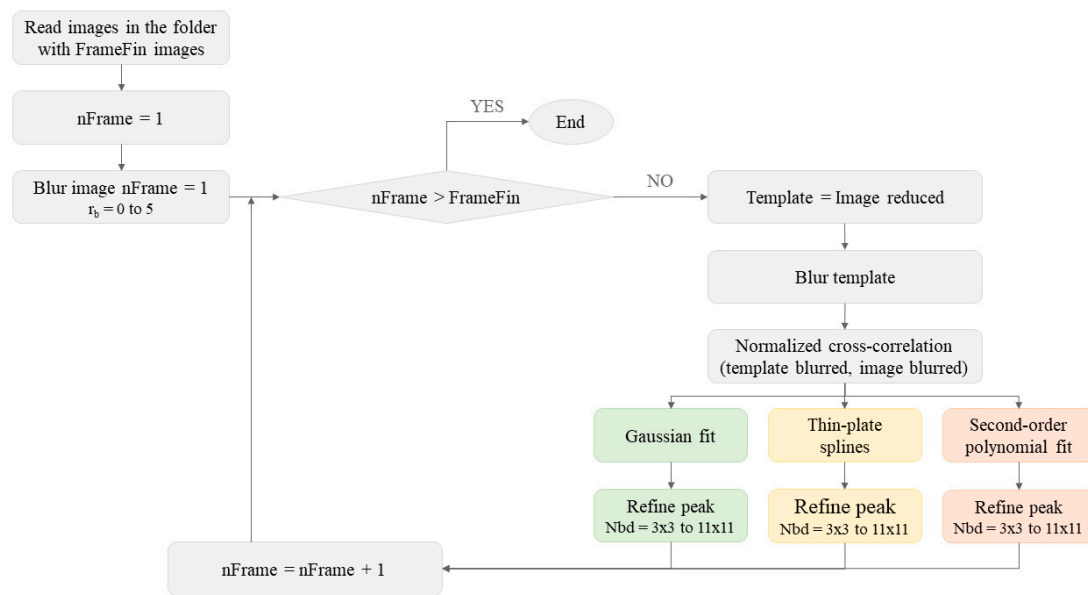 Read images in the folder
with FrameFin images
nFrame = 1
Blur image nFrame = 1
r_b = 0 to 5
YES
End
nFrame > FrameFin
NO
Template = Image reduced
Blur template
Normalized cross-correlation
(template blurred, image blurred)
Gaussian fit
Thin-plate
splines
Second-order
polynomial fit
Refine peak
Nbd = 3x3 to 11x11
Refine peak
Nbd = 3x3 to 11x11
Refine peak
Nbd = 3x3 to 11x11
nFrame = nFrame + 1